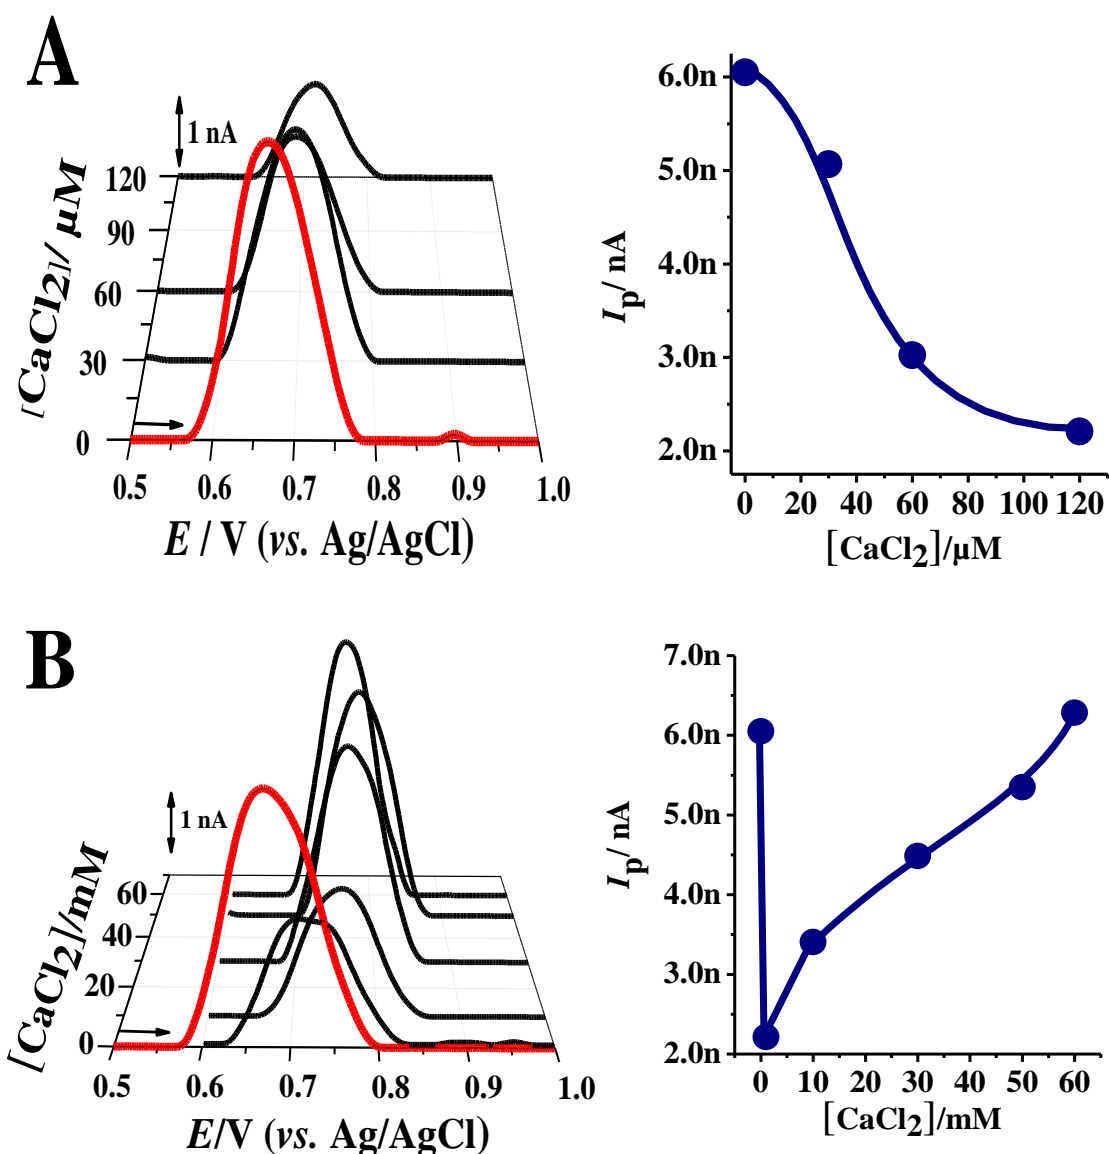 A
1 nA
120
90
60
30
0
[CaCl2]/ µM
0.5 0.6 0.7 0.8 0.9 1.0
E / V (vs. Ag/AgCl)
6.0n
5.0n
4.0n
3.0n
2.0n
Ip/ nA
0 20 40 60 80 100 120
[CaCl2]/µM
B
1 nA
60
40
20
0
[CaCl2]/mM
0.5 0.6 0.7 0.8 0.9 1.0
E/V (vs. Ag/AgCl)
7.0n
6.0n
5.0n
4.0n
3.0n
2.0n
Ip/ nA
0 10 20 30 40 50 60
[CaCl2]/mM